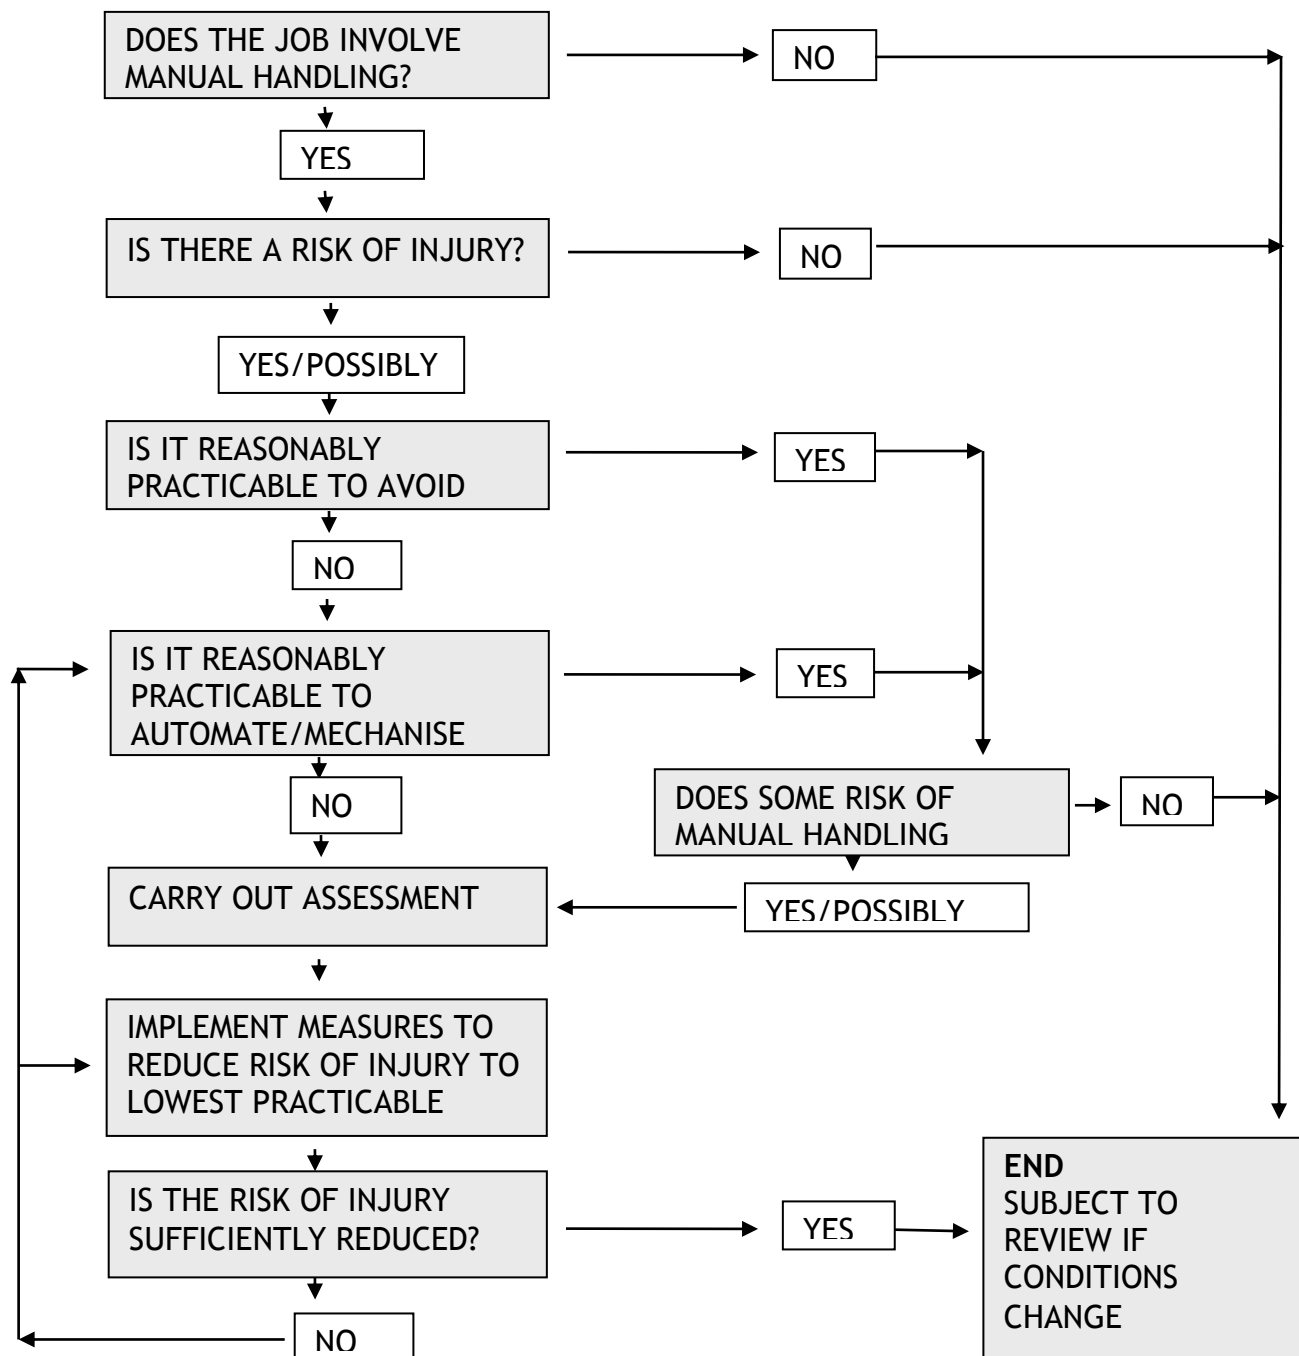 DOES THE JOB INVOLVE
MANUAL HANDLING?
NO
YES
IS THERE A RISK OF INJURY?
NO
YES/POSSIBLY
IS IT REASONABLY
PRACTICABLE TO AVOID
YES
NO
IS IT REASONABLY
PRACTICABLE TO
AUTOMATE/MECHANISE
YES
NO
DOES SOME RISK OF
MANUAL HANDLING
NO
YES/POSSIBLY
CARRY OUT ASSESSMENT
IMPLEMENT MEASURES TO
REDUCE RISK OF INJURY TO
LOWEST PRACTICABLE
IS THE RISK OF INJURY
SUFFICIENTLY REDUCED?
YES
NO
END
SUBJECT TO
REVIEW IF
CONDITIONS
CHANGE